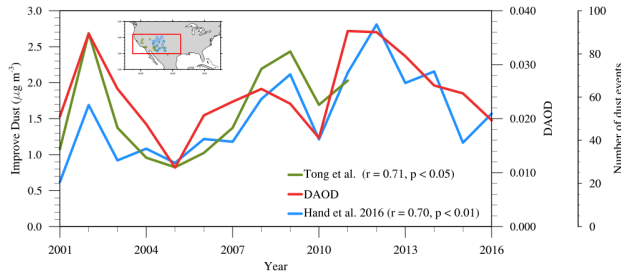 3.0
2.5
2.0
1.5
1.0
0.5
0.0
Improve Dust (μg m⁻³)
Tong et al. (r = 0.71, p < 0.05)
DAOD
Hand et al. 2016 (r = 0.70, p < 0.01)
2001 2004 2007 2010 2013 2016
Year
0.040
0.030
0.020
0.010
0.000
DAOD
100
80
60
40
20
0
Number of dust events